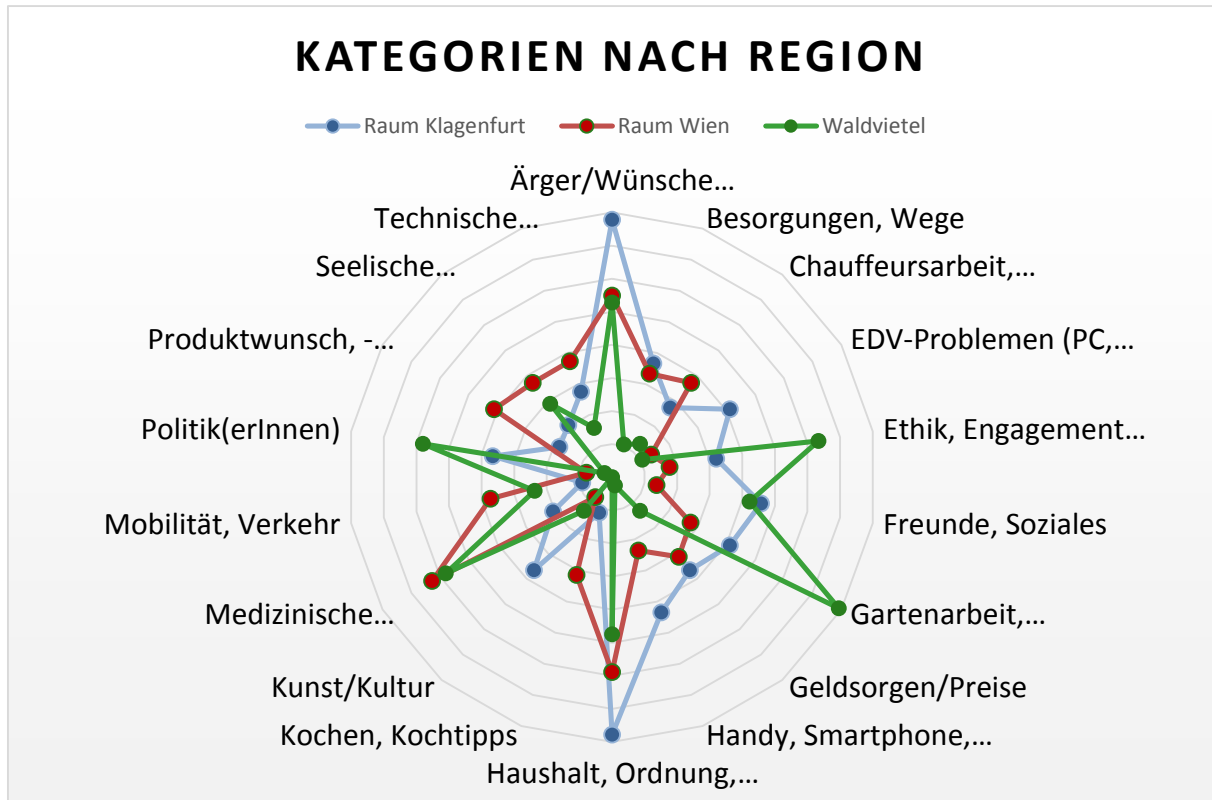 KATEGORIEN NACH REGION
Raum Klagenfurt Raum Wien Waldvietel
Ärger/Wünsche...
Technische... Besorgungen, Wege
Seelische... Chauffeursarbeit,...
Produktwunsch, -... EDV-Problemen (PC,...
Politik(erInnen) Ethik, Engagement...
Mobilität, Verkehr Freunde, Soziales
Medizinische... Gartenarbeit,...
Kunst/Kultur Geldsorgen/Preise
Kochen, Kochtipps Handy, Smartphone,...
Haushalt, Ordnung,...